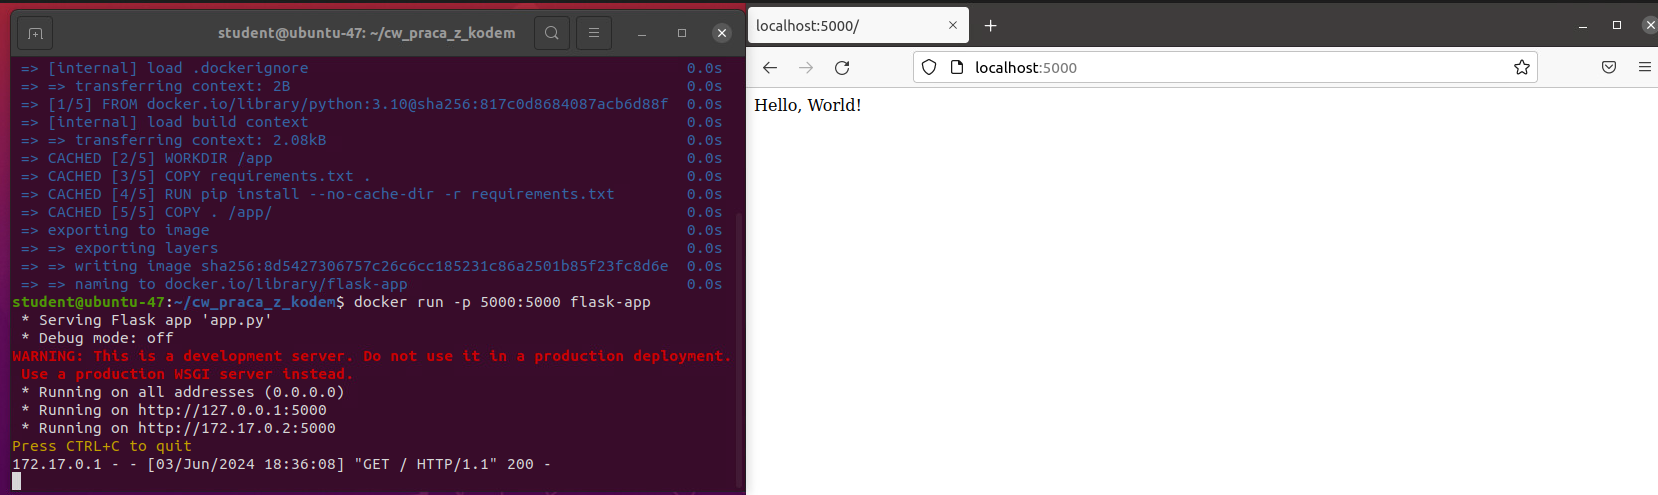 student@ubuntu-47: ~/cw_praca_z_kodem
=> [internal] load .dockerignore 0.0s
=> => transferring context: 2B 0.0s
=> [1/5] FROM docker.io/library/python:3.10@sha256:817c0d8684087acb6d88f 0.0s
=> [internal] load build context 0.0s
=> => transferring context: 2.08kB 0.0s
=> CACHED [2/5] WORKDIR /app 0.0s
=> CACHED [3/5] COPY requirements.txt . 0.0s
=> CACHED [4/5] RUN pip install --no-cache-dir -r requirements.txt 0.0s
=> CACHED [5/5] COPY . /app/ 0.0s
=> exporting to image 0.0s
=> => exporting layers 0.0s
=> => writing image sha256:8d5427306757c26c6cc185231c86a2501b85f23fc8d6e 0.0s
=> => naming to docker.io/library/flask-app 0.0s
student@ubuntu-47:~/cw_praca_z_kodem$ docker run -p 5000:5000 flask-app
* Serving Flask app 'app.py'
* Debug mode: off
WARNING: This is a development server. Do not use it in a production deployment.
Use a production WSGI server instead.
* Running on all addresses (0.0.0.0)
* Running on http://127.0.0.1:5000
* Running on http://172.17.0.2:5000
Press CTRL+C to quit
172.17.0.1 - - [03/Jun/2024 18:36:08] "GET / HTTP/1.1" 200 -
localhost:5000/
localhost:5000
Hello, World!